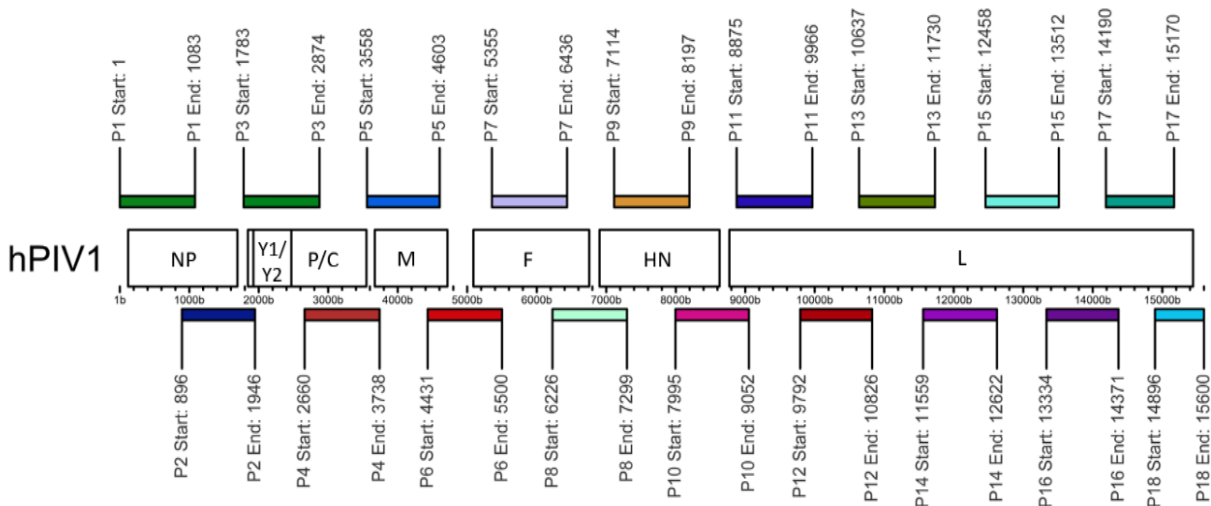 P1 Start: 1
P1 End: 1083
P3 Start: 1783
P3 End: 2874
P5 Start: 3558
P5 End: 4603
P7 Start: 5355
P7 End: 6436
P9 Start: 7114
P9 End: 8197
P11 Start: 8875
P11 End: 9966
P13 Start: 10637
P13 End: 11730
P15 Start: 12458
P15 End: 13512
P17 Start: 14190
P17 End: 15170
hPIV1
NP
Y1/
Y2
P/C
M
F
HN
L
1b
1000b
2000b
3000b
4000b
5000b
6000b
7000b
8000b
9000b
10000b
11000b
12000b
13000b
14000b
15000b
P2 Start: 896
P2 End: 1946
P4 Start: 2660
P4 End: 3738
P6 Start: 4431
P6 End: 5500
P8 Start: 6226
P8 End: 7299
P10 Start: 7995
P10 End: 9052
P12 Start: 9792
P12 End: 10826
P14 Start: 11559
P14 End: 12622
P16 Start: 13334
P16 End: 14371
P18 Start: 14896
P18 End: 15600